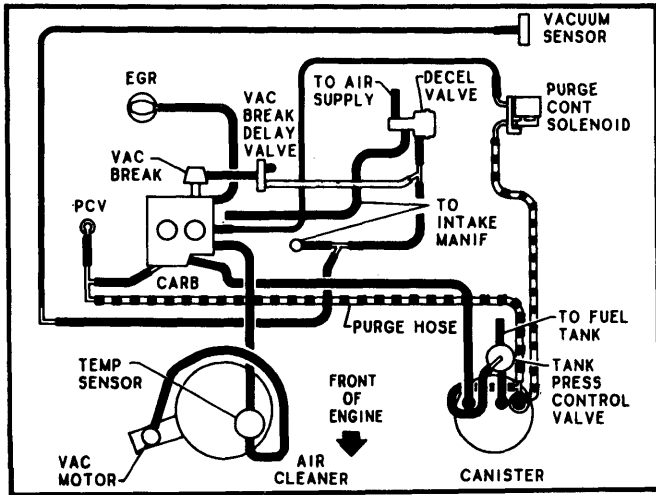 VACUUM
SENSOR
EGR
TO AIR
SUPPLY
DECEL
VALVE
VAC
BREAK
DELAY
VALVE
PURGE
CONT
SOLENOID
VAC
BREAK
PCV
TO
INTAKE
MANIF
CARB
PURGE HOSE
TO FUEL
TANK
TEMP
SENSOR
FRONT
OF
ENGINE
TANK
PRESS
CONTROL
VALVE
VAC
MOTOR
AIR
CLEANER
CANISTER